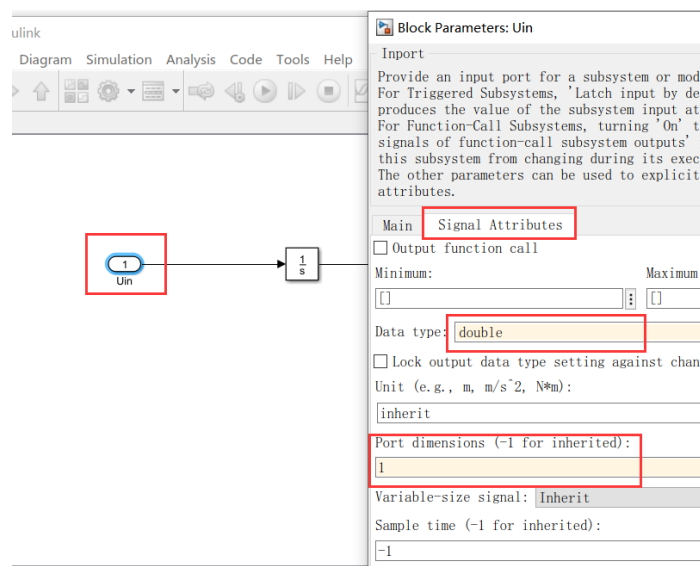 ulink
Diagram Simulation Analysis Code Tools Help
1
Uin
1
s
Block Parameters: Uin
Inport
Provide an input port for a subsystem or mod
For Triggered Subsystems, 'Latch input by de
produces the value of the subsystem input at
For Function-Call Subsystems, turning 'On' t
signals of function-call subsystem outputs'
this subsystem from changing during its exec
The other parameters can be used to explicit
attributes.
Main Signal Attributes
Output function call
Minimum: Maximum
[] []
Data type: double
Lock output data type setting against chan
Unit (e.g., m, m/s^2, N*m):
inherit
Port dimensions (-1 for inherited):
1
Variable-size signal: Inherit
Sample time (-1 for inherited):
-1